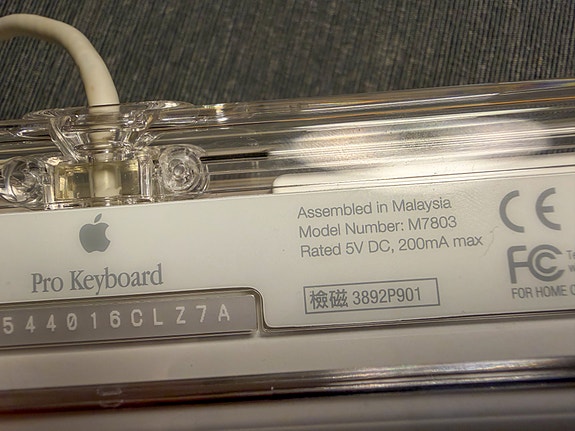 Pro Keyboard
544016CLZ7A
Assembled in Malaysia
Model Number: M7803
Rated 5V DC, 200mA max
檢磁 3892P901
CE
FC
FOR HOME